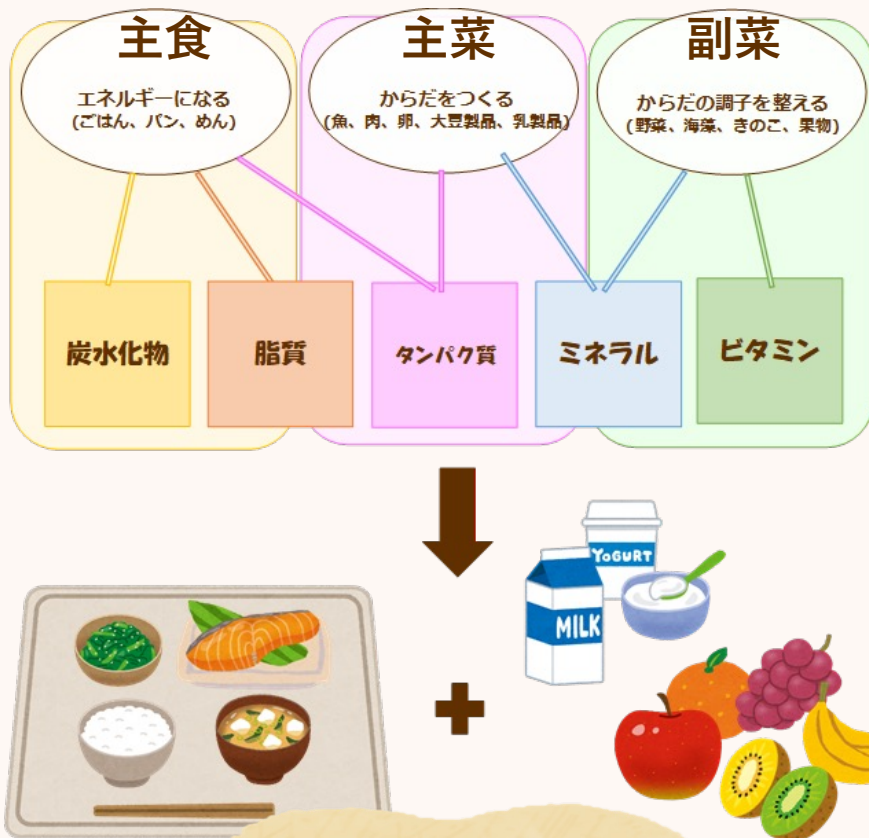 主食
エネルギーになる
(ごはん、パン、めん)
主菜
からだをつくる
(魚、肉、卵、大豆製品、乳製品)
副菜
からだの調子を整える
(野菜、海藻、きのこ、果物)
炭水化物
脂質
タンパク質
ミネラル
ビタミン
YOGURT
MILK